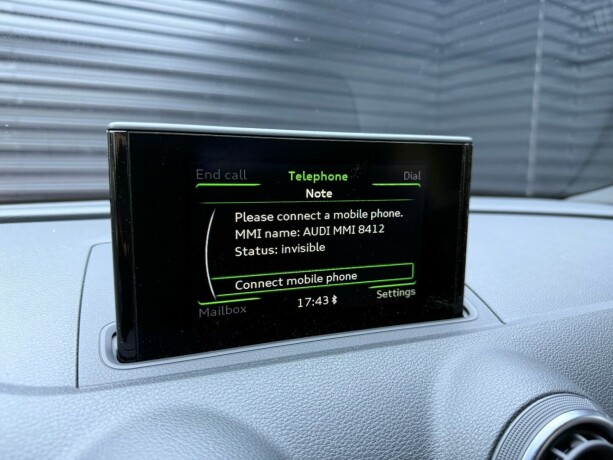 End call Telephone Dial
Note
Please connect a mobile phone.
MMI name: AUDI MMI 8412
Status: invisible
Connect mobile phone
Mailbox 17:43 Settings